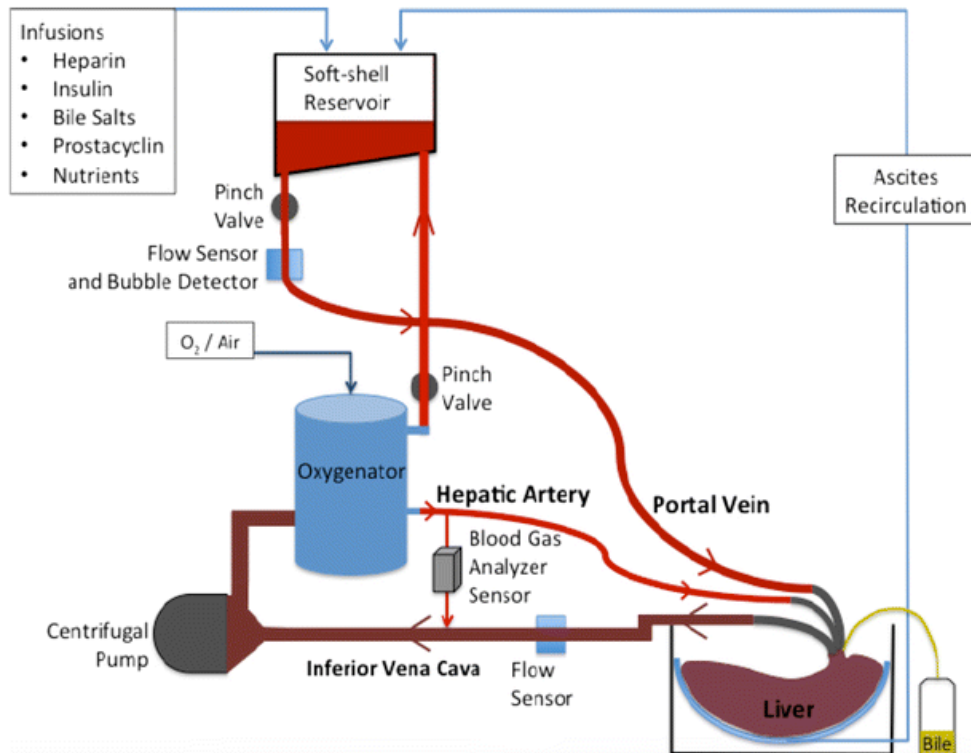 Infusions
• Heparin
• Insulin
• Bile Salts
• Prostacyclin
• Nutrients
Soft-shell
Reservoir
Pinch
Valve
Flow Sensor
and Bubble Detector
Ascites
Recirculation
O₂ / Air
Pinch
Valve
Oxygenator
Hepatic Artery
Portal Vein
Blood Gas
Analyzer
Sensor
Centrifugal
Pump
Inferior Vena Cava
Flow
Sensor
Liver
Bile